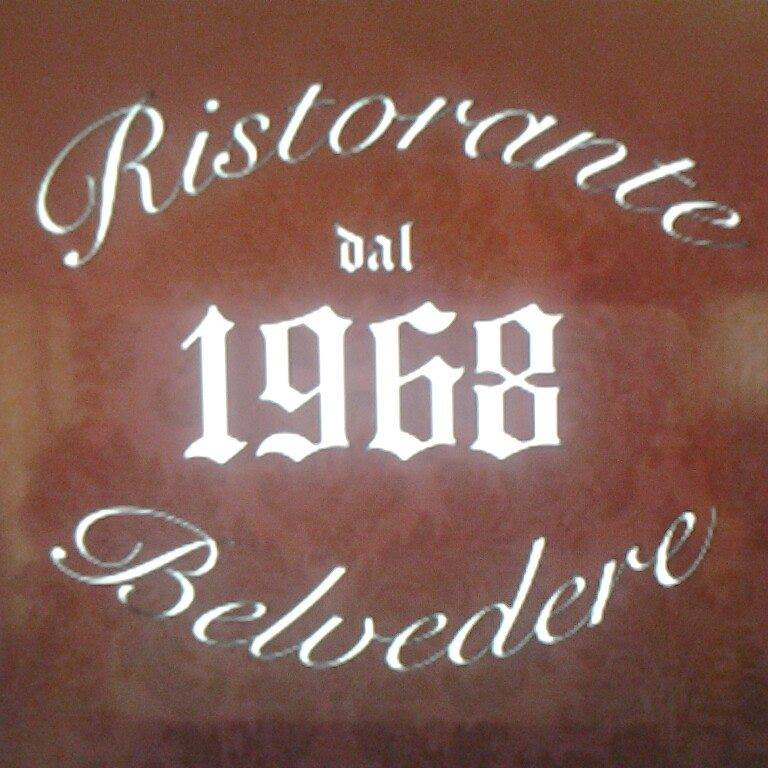 Ristorante
dal
1968
Belvedere